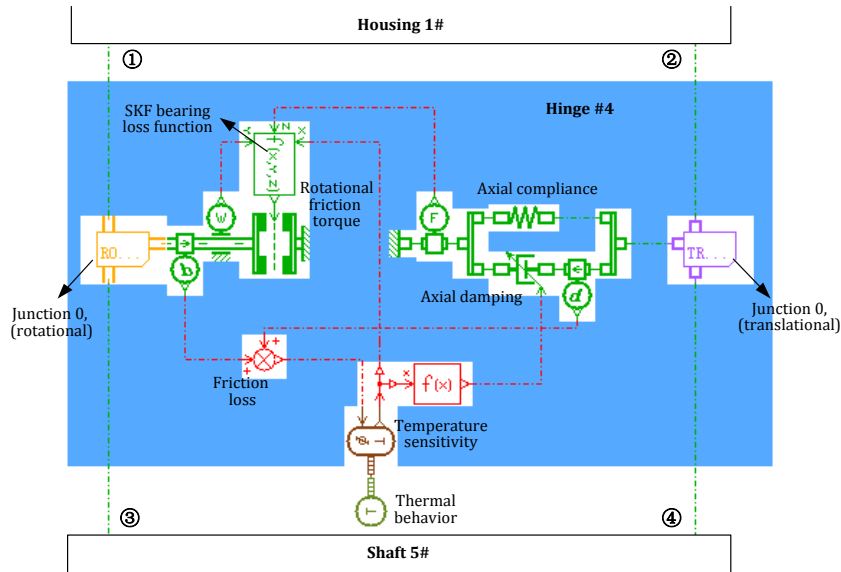 Housing 1#
①
②
SKF bearing
loss function
Hinge #4
Y
Z
X
f(x,Y,Z)
Rotational
friction
torque
Axial compliance
W
F
RO...
b
TR...
Axial damping
d
Junction 0,
(rotational)
Junction 0,
(translational)
+
+
Friction
loss
x
f(x)
Temperature
sensitivity
T
Thermal
behavior
T
③
④
Shaft 5#